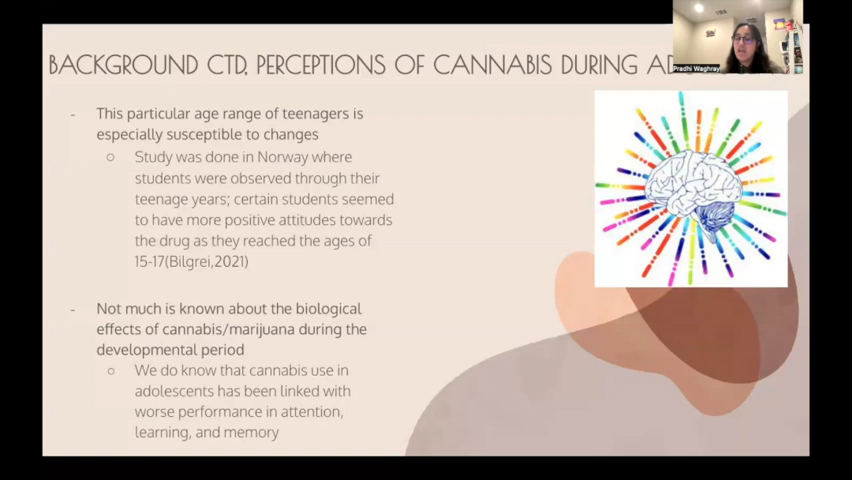 BACKGROUND CTD, PERCEPTIONS OF CANNABIS DURING AD
Pradhi Waghray
- This particular age range of teenagers is
especially susceptible to changes
○ Study was done in Norway where
students were observed through their
teenage years; certain students seemed
to have more positive attitudes towards
the drug as they reached the ages of
15-17(Bilgrei,2021)
- Not much is known about the biological
effects of cannabis/marijuana during the
developmental period
○ We do know that cannabis use in
adolescents has been linked with
worse performance in attention,
learning, and memory